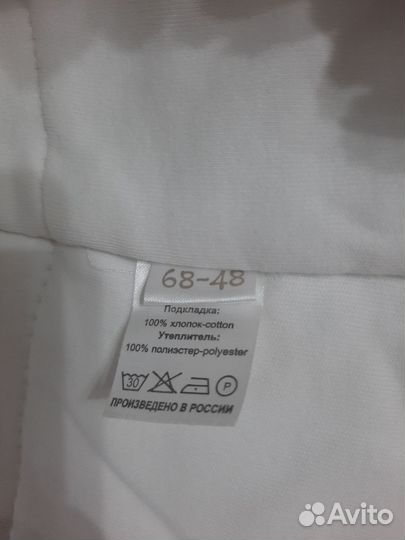 68-48
Подкладка:
100% хлопок-cotton
Утеплитель:
100% полиэстер-polyester
30 P
ПРОИЗВЕДЕНО В РОССИИ
Avito